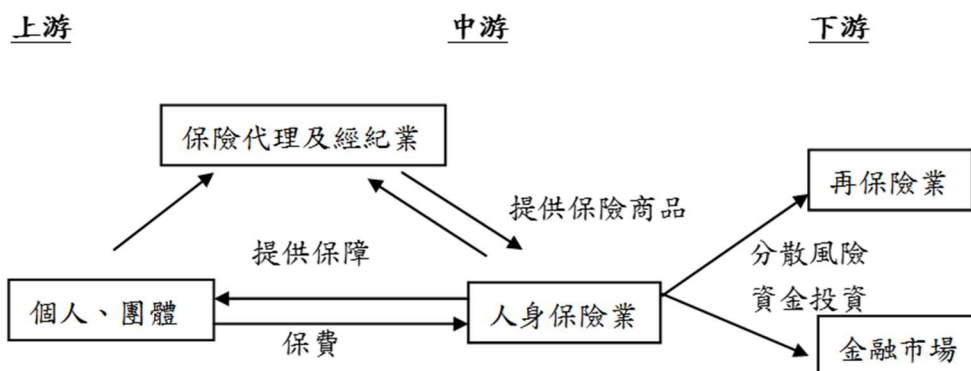 上游
中游
下游
保險代理及經紀業
再保險業
提供保險商品
提供保障
分散風險
個人、團體
人身保險業
資金投資
保費
金融市場